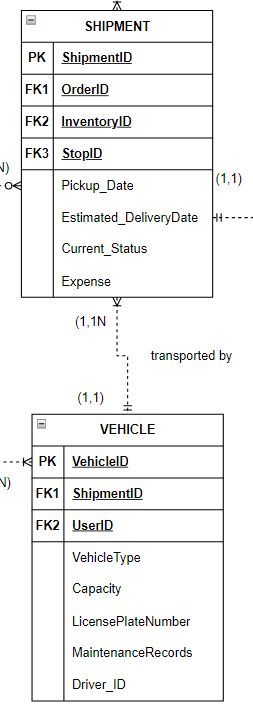 SHIPMENT
PK ShipmentID
FK1 OrderID
FK2 InventoryID
FK3 StopID
N)
Pickup_Date
(1,1)
Estimated_DeliveryDate
Current_Status
Expense
(1,1N
transported by
(1,1)
VEHICLE
PK VehicleID
N)
FK1 ShipmentID
FK2 UserID
VehicleType
Capacity
LicensePlateNumber
MaintenanceRecords
Driver_ID